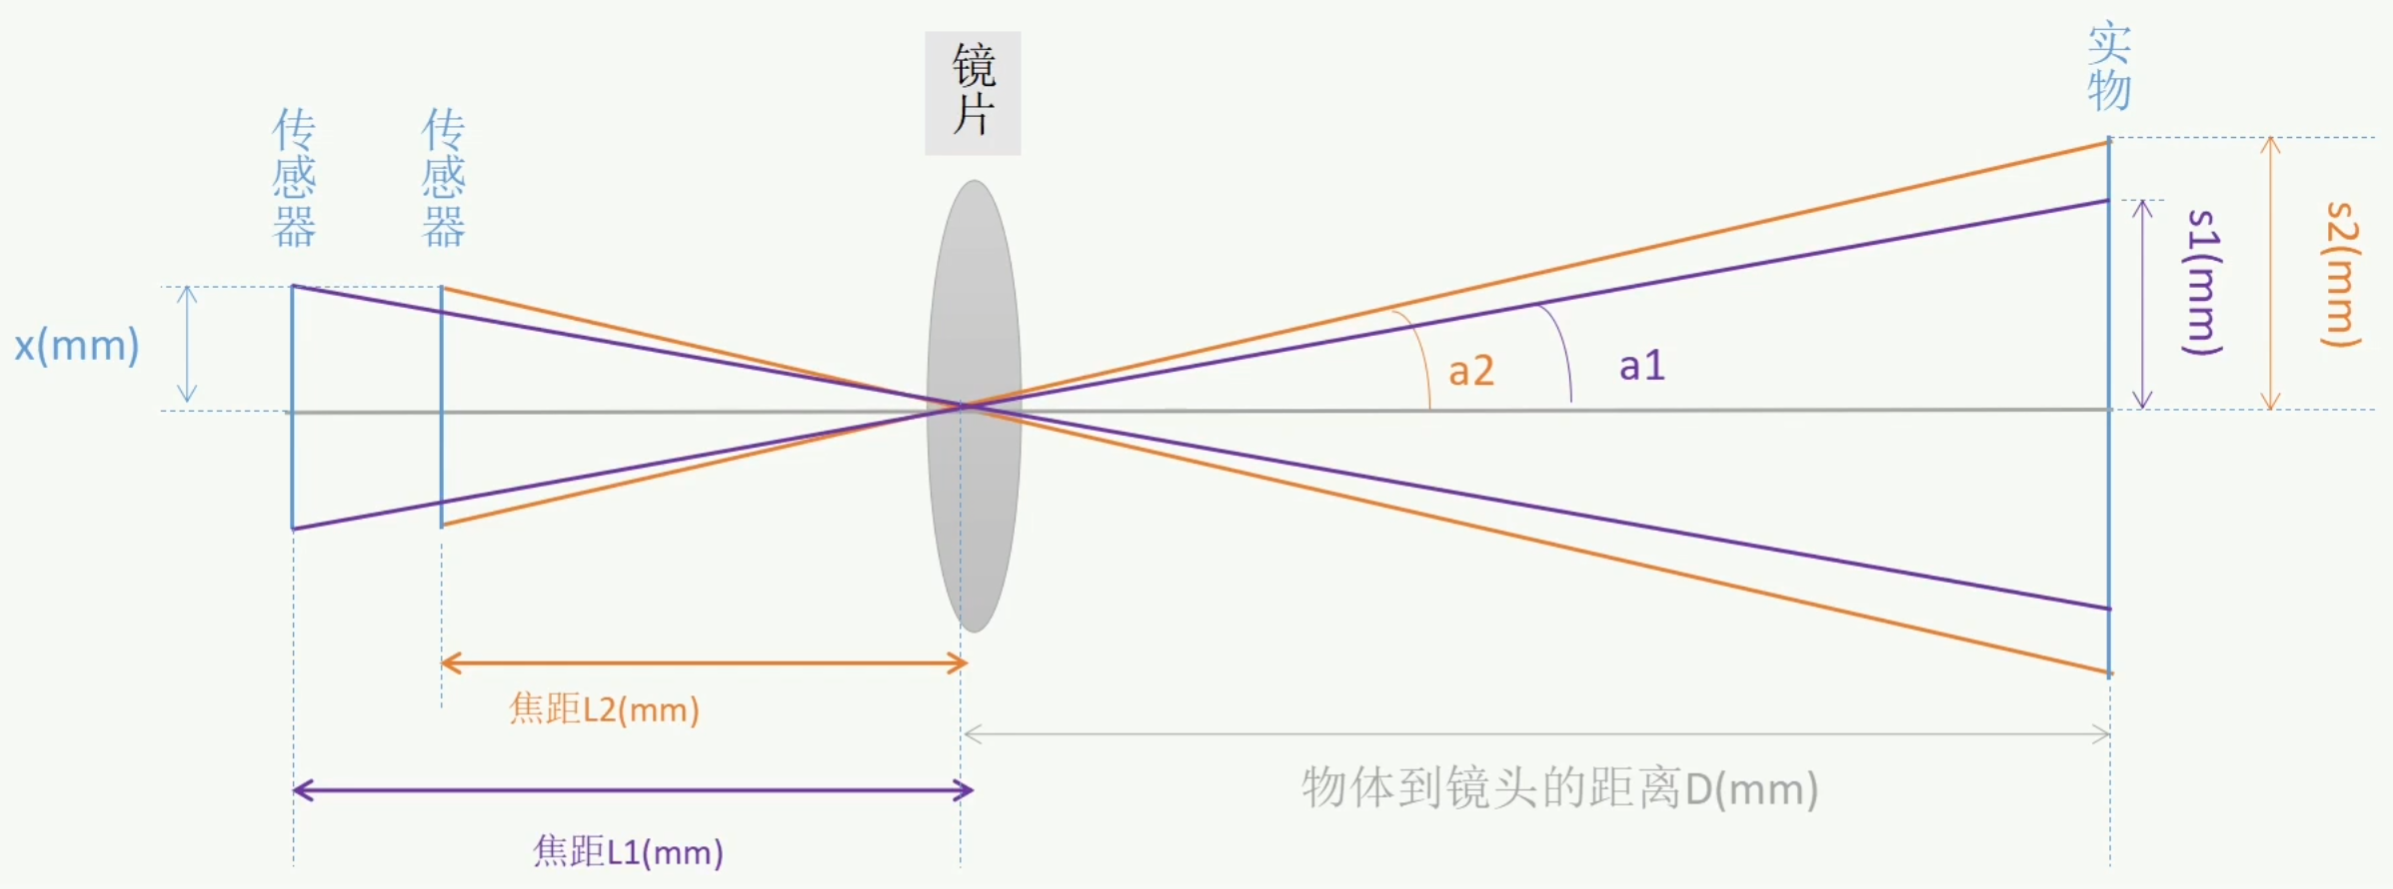 镜片
实物
传感器
传感器
x(mm)
a2
a1
s1(mm)
s2(mm)
焦距L2(mm)
物体到镜头的距离D(mm)
焦距L1(mm)